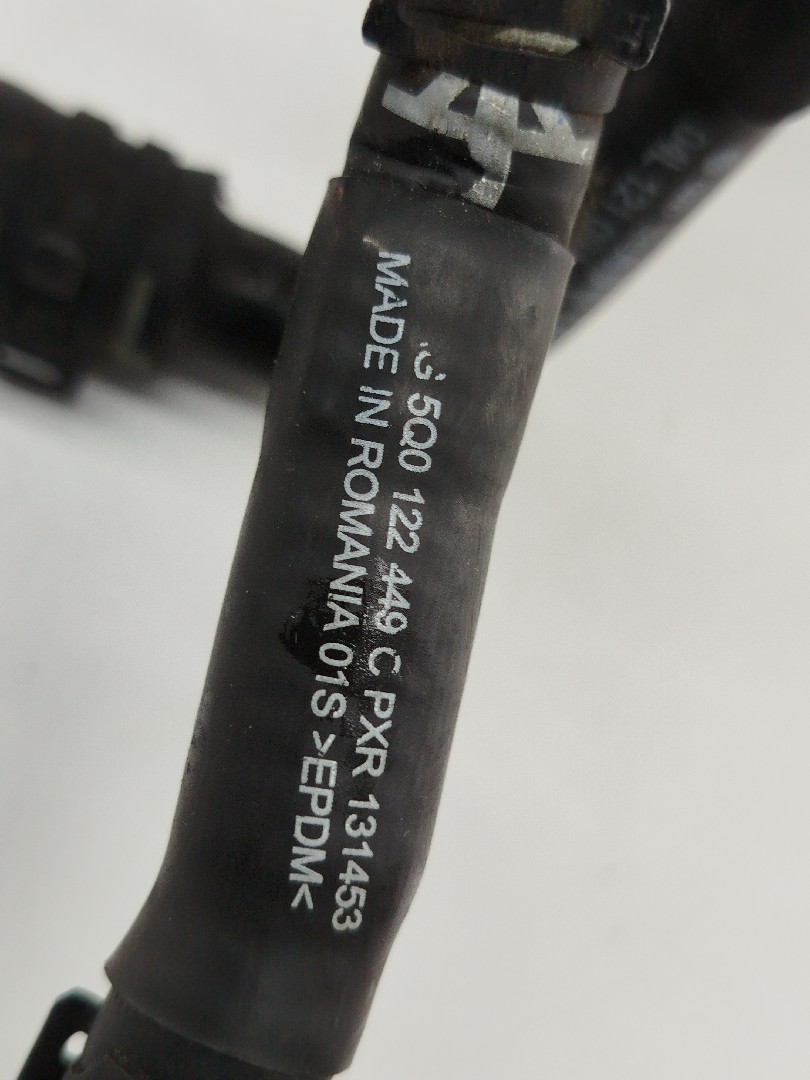 5Q0 122 449 C PXR 131453
MADE IN ROMANIA 01S >EPDM<